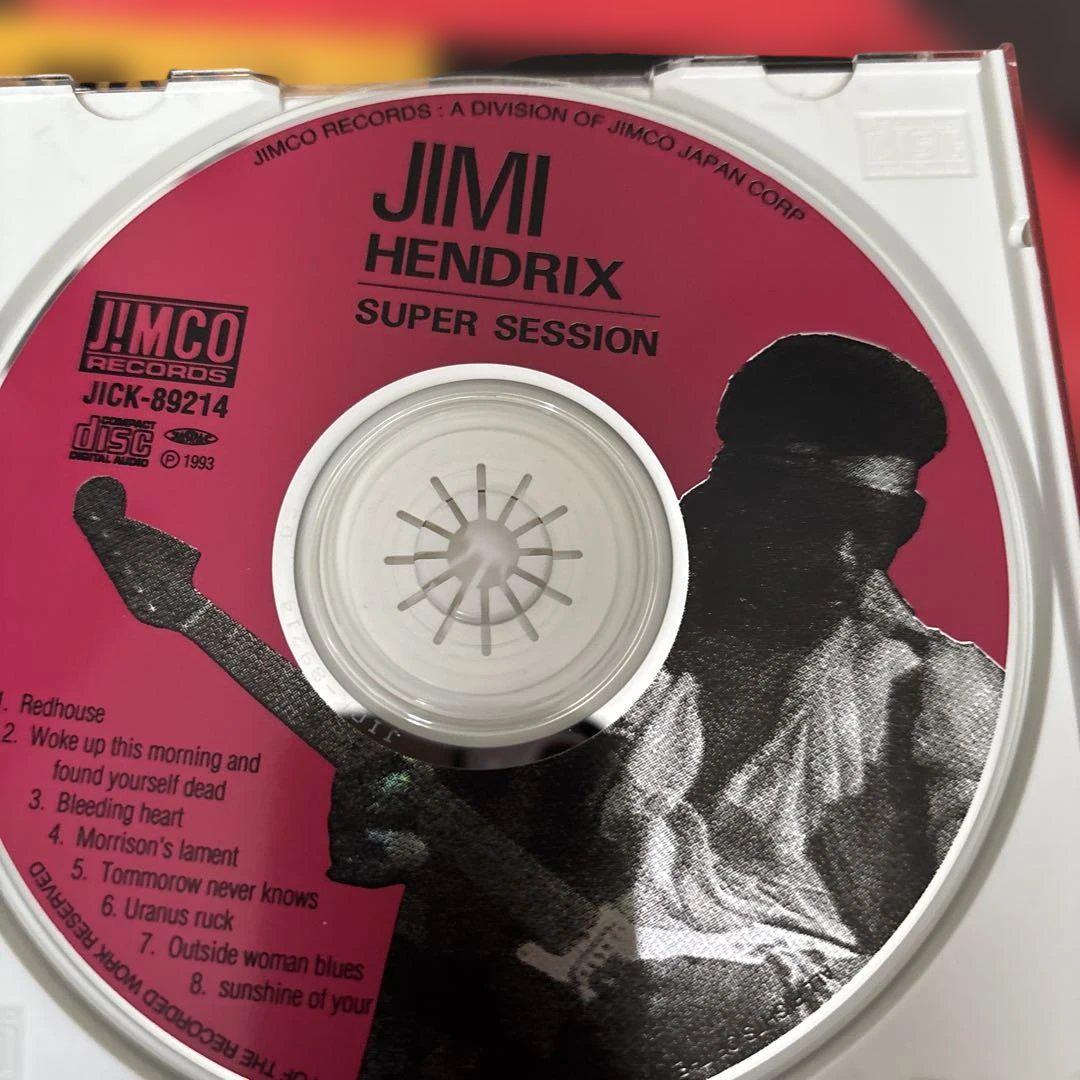 JIMCO RECORDS : A DIVISION OF JIMCO JAPAN CORP
JIMI
HENDRIX
SUPER SESSION
J!MCO
RECORDS
JICK-89214
COMPACT
disc
DIGITAL AUDIO
Ⓟ 1993
1. Redhouse
2. Woke up this morning and
found yourself dead
3. Bleeding heart
4. Morrison's lament
5. Tommorow never knows
6. Uranus ruck
7. Outside woman blues
8. sunshine of your
OF THE RECORDED WORK RESERVED